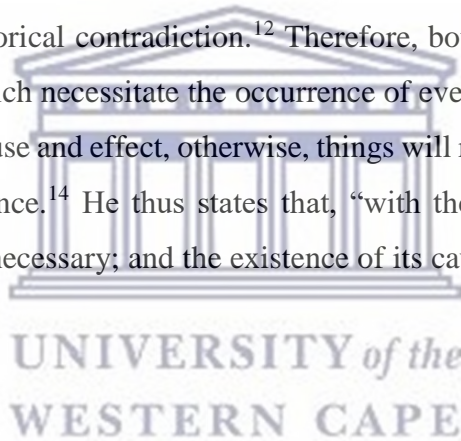 orical contradiction.¹² Therefore, bo
ch necessitate the occurrence of eve
use and effect, otherwise, things will
nce.¹⁴ He thus states that, “with the
necessary; and the existence of its ca
UNIVERSITY of the
WESTERN CAPE